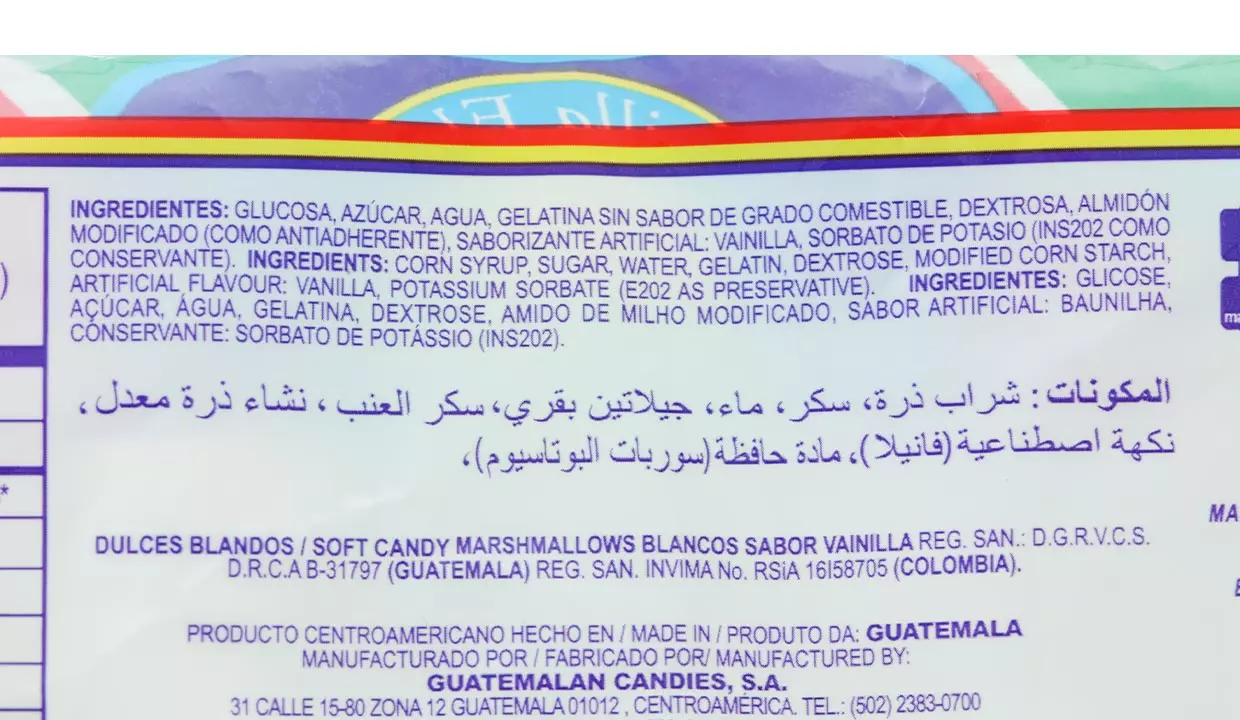 INGREDIENTES: GLUCOSA, AZÚCAR, AGUA, GELATINA SIN SABOR DE GRADO COMESTIBLE, DEXTROSA, ALMIDÓN
MODIFICADO (COMO ANTIADHERENTE), SABORIZANTE ARTIFICIAL: VAINILLA, SORBATO DE POTASIO (INS202 COMO
CONSERVANTE). INGREDIENTS: CORN SYRUP, SUGAR, WATER, GELATIN, DEXTROSE, MODIFIED CORN STARCH,
ARTIFICIAL FLAVOUR: VANILLA, POTASSIUM SORBATE (E202 AS PRESERVATIVE). INGREDIENTES: GLICOSE,
AÇÚCAR, ÁGUA, GELATINA, DEXTROSE, AMIDO DE MILHO MODIFICADO, SABOR ARTIFICIAL: BAUNILHA,
CONSERVANTE: SORBATO DE POTÁSSIO (INS202).
المكونات : شراب ذرة، سكر، ماء، جيلاتين بقري، سكر العنب، نشاء ذرة معدل،
نكهة اصطناعية (فانيلا)، مادة حافظة (سوربات البوتاسيوم)،
DULCES BLANDOS / SOFT CANDY MARSHMALLOWS BLANCOS SABOR VAINILLA REG. SAN.: D.G.R.V.C.S.
D.R.C.A B-31797 (GUATEMALA) REG. SAN. INVIMA No. RSiA 16I58705 (COLOMBIA).
PRODUCTO CENTROAMERICANO HECHO EN / MADE IN / PRODUTO DA: GUATEMALA
MANUFACTURADO POR / FABRICADO POR/ MANUFACTURED BY:
GUATEMALAN CANDIES, S.A.
31 CALLE 15-80 ZONA 12 GUATEMALA 01012 , CENTROAMÉRICA. TEL.: (502) 2383-0700